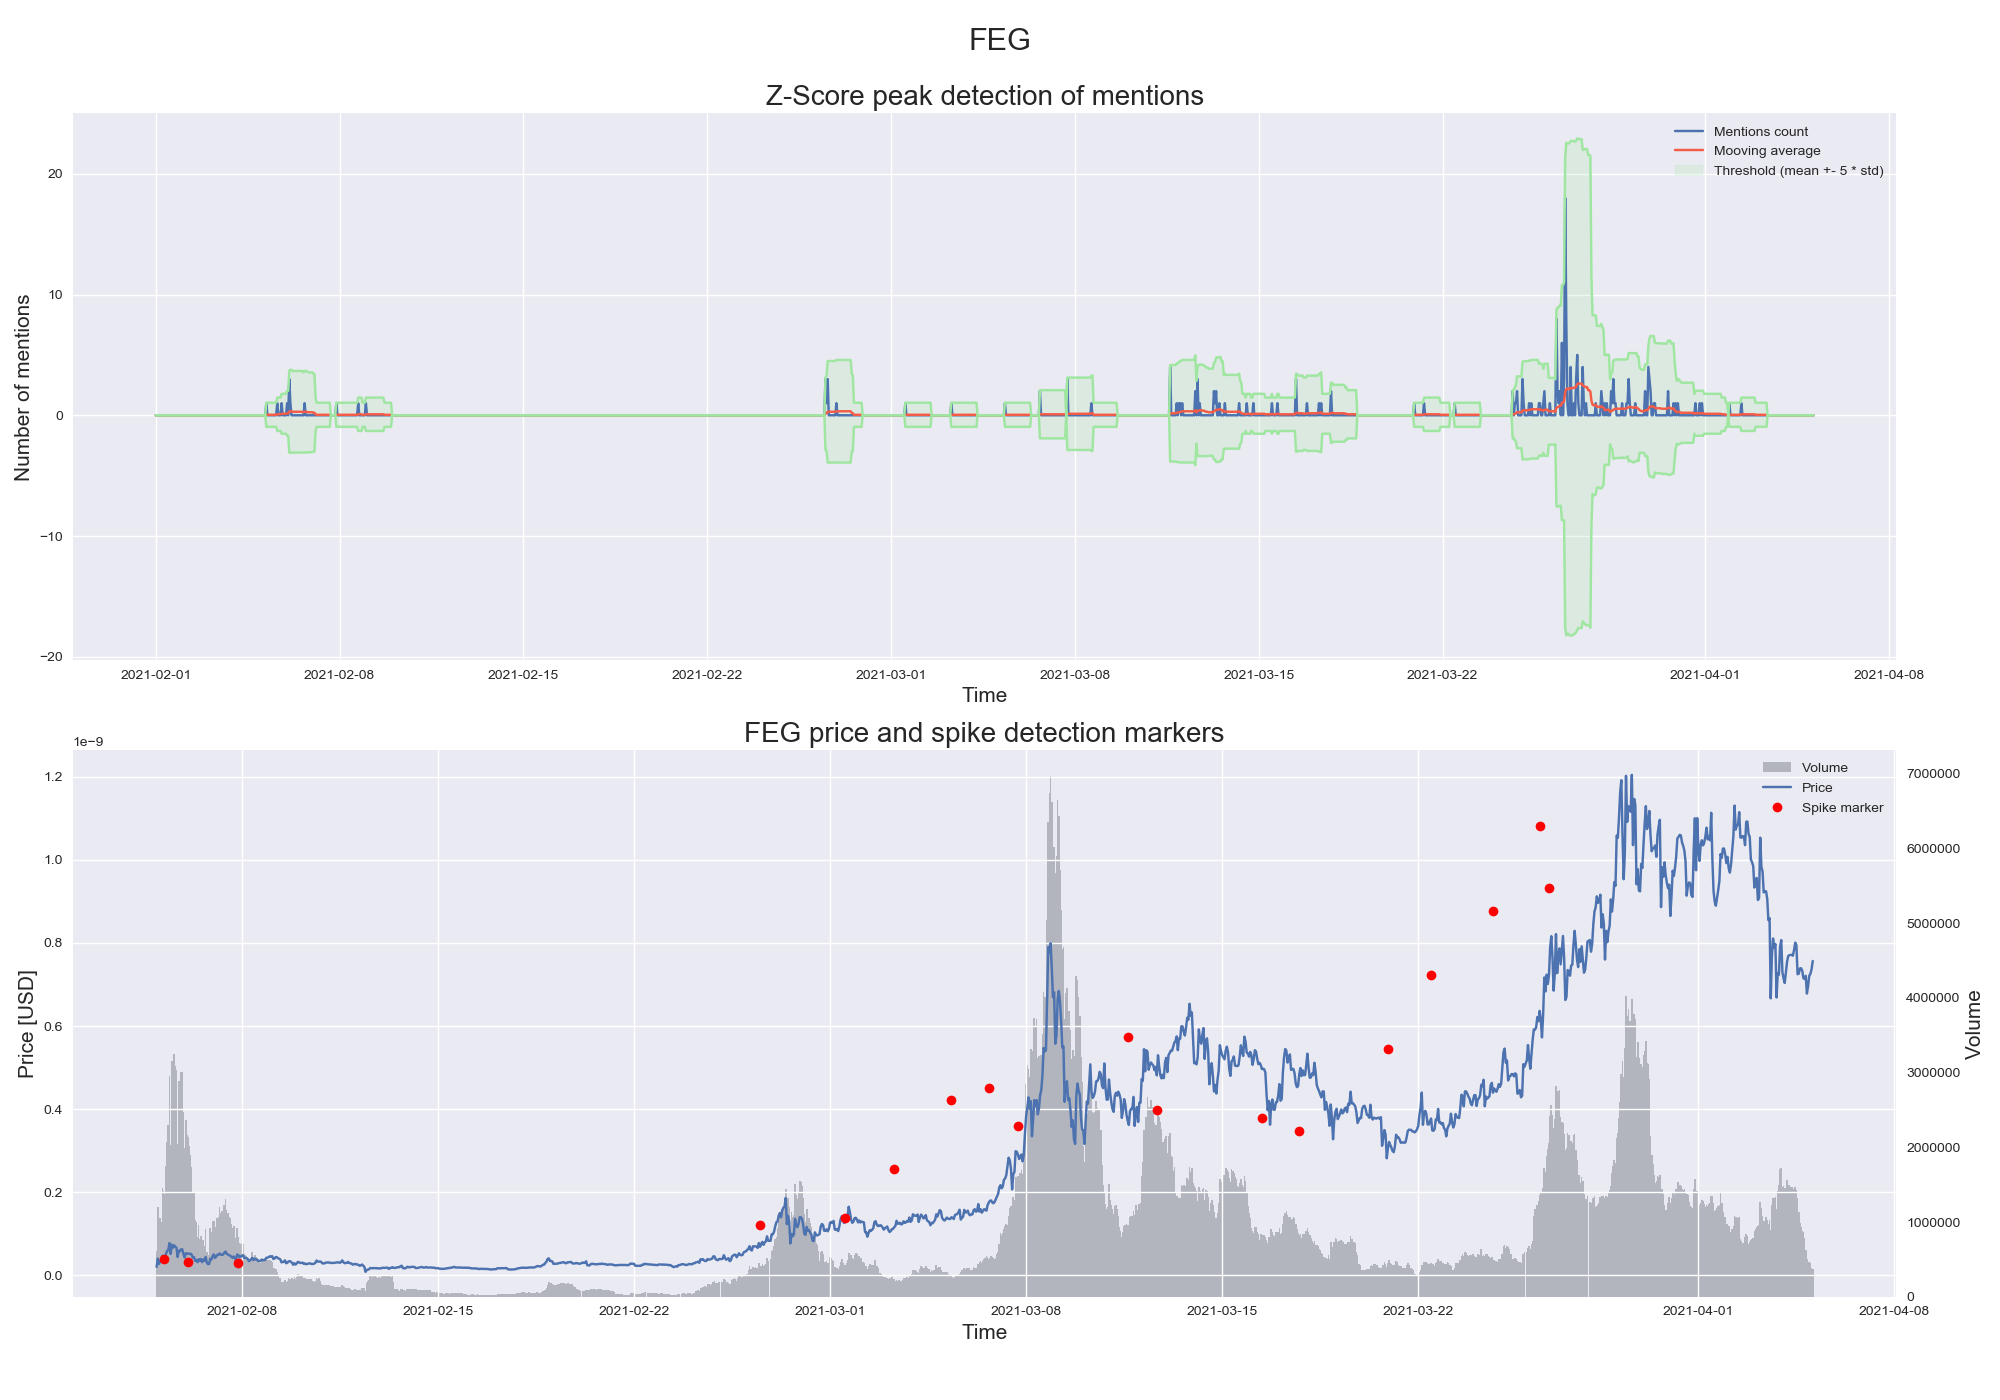 FEG
Z-Score peak detection of mentions
Mentions count
Mooving average
Threshold (mean +- 5 * std)
20
10
0
−10
−20
Number of mentions
2021-02-01 2021-02-08 2021-02-15 2021-02-22 2021-03-01 2021-03-08 2021-03-15 2021-03-22 2021-04-01 2021-04-08
Time
FEG price and spike detection markers
1e−9
Volume
Price
Spike marker
1.2
1.0
0.8
0.6
0.4
0.2
0.0
Price [USD]
7000000
6000000
5000000
4000000
3000000
2000000
1000000
0
Volume
2021-02-08 2021-02-15 2021-02-22 2021-03-01 2021-03-08 2021-03-15 2021-03-22 2021-04-01 2021-04-08
Time